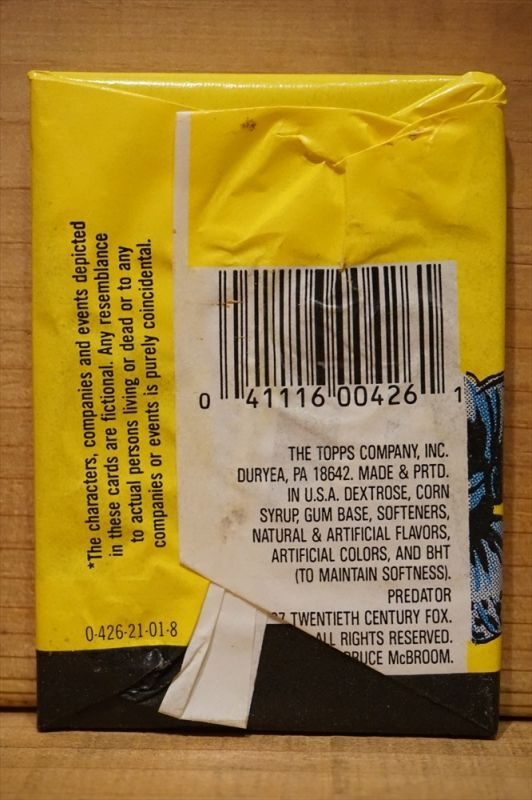 *The characters, companies and events depicted
in these cards are fictional. Any resemblance
to actual persons living or dead or to any
companies or events is purely coincidental.
0 41116 00426 1
THE TOPPS COMPANY, INC.
DURYEA, PA 18642. MADE & PRTD.
IN U.S.A. DEXTROSE, CORN
SYRUP, GUM BASE, SOFTENERS,
NATURAL & ARTIFICIAL FLAVORS,
ARTIFICIAL COLORS, AND BHT
(TO MAINTAIN SOFTNESS).
PREDATOR
TWENTIETH CENTURY FOX.
ALL RIGHTS RESERVED.
McBROOM.
0-426-21-01-8